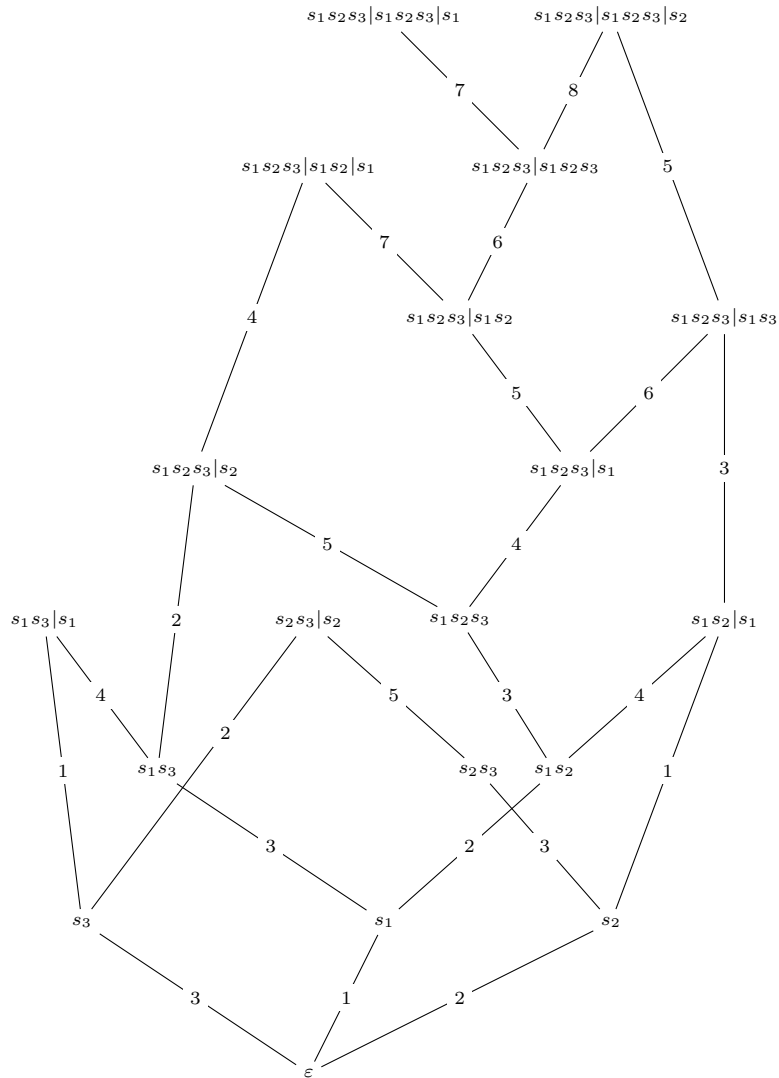 s₁s₂s₃|s₁s₂s₃|s₁ s₁s₂s₃|s₁s₂s₃|s₂
7 8
s₁s₂s₃|s₁s₂|s₁ s₁s₂s₃|s₁s₂s₃ 5
7 6
4 s₁s₂s₃|s₁s₂ s₁s₂s₃|s₁s₃
5 6
s₁s₂s₃|s₂ s₁s₂s₃|s₁ 3
5 4
s₁s₃|s₁ 2 s₂s₃|s₂ s₁s₂s₃ s₁s₂|s₁
4 5 3 4
2
1 s₁s₃ s₂s₃ s₁s₂ 1
3 2 3
s₃ s₁ s₂
3 1 2
ε